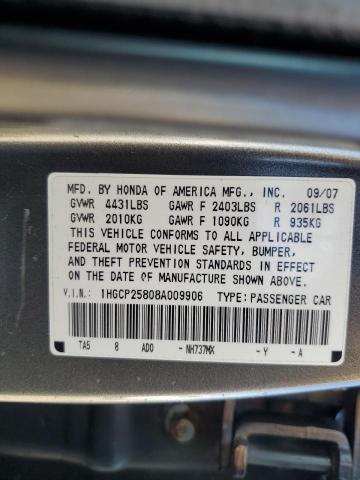 MFD. BY HONDA OF AMERICA MFG., INC. 09/07
GVWR 4431LBS GAWR F 2403LBS R 2061LBS
GVWR 2010KG GAWR F 1090KG R 935KG
THIS VEHICLE CONFORMS TO ALL APPLICABLE
FEDERAL MOTOR VEHICLE SAFETY, BUMPER,
AND THEFT PREVENTION STANDARDS IN EFFECT
ON THE DATE OF MANUFACTURE SHOWN ABOVE.
V.I.N.: 1HGCP25808A009906 TYPE: PASSENGER CAR
TA5 8 AD0 -NH737MX -Y -A